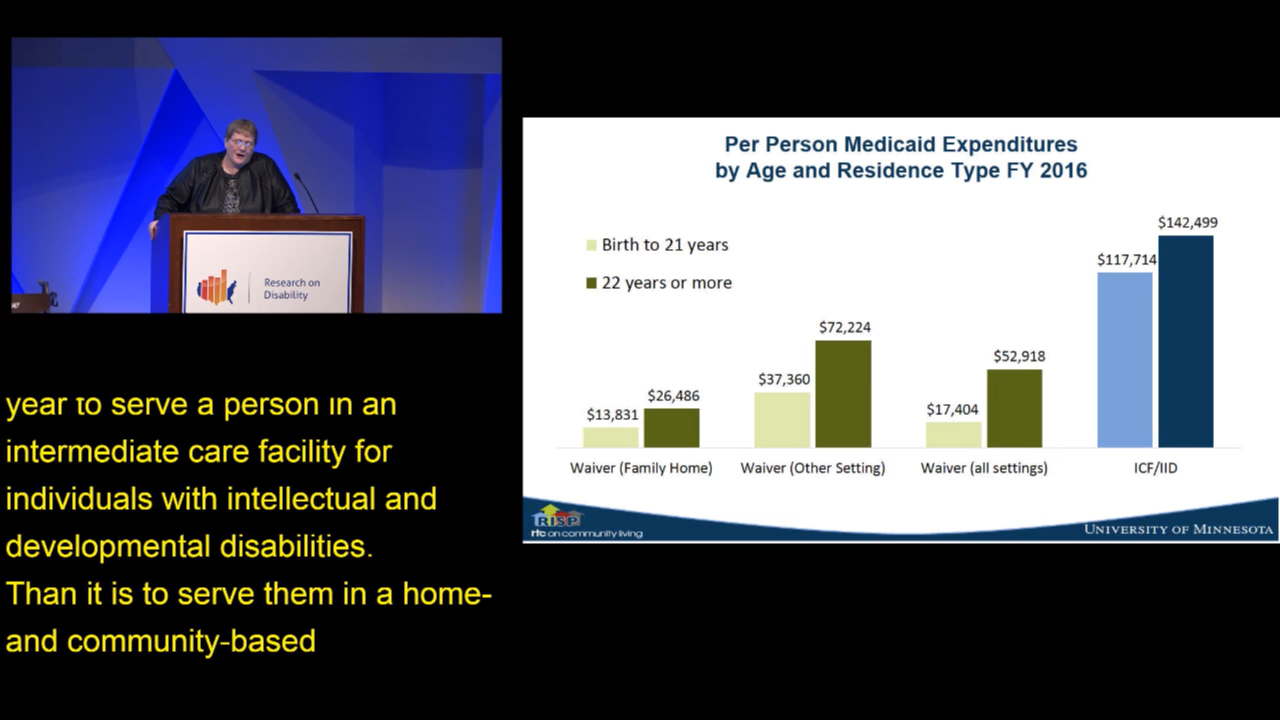 Research on
Disability
year to serve a person in an
intermediate care facility for
individuals with intellectual and
developmental disabilities.
Than it is to serve them in a home-
and community-based
Per Person Medicaid Expenditures
by Age and Residence Type FY 2016
Birth to 21 years
22 years or more
$13,831
$26,486
$37,360
$72,224
$17,404
$52,918
$117,714
$142,499
Waiver (Family Home)
Waiver (Other Setting)
Waiver (all settings)
ICF/IID
RISP
rtc on community living
UNIVERSITY OF MINNESOTA